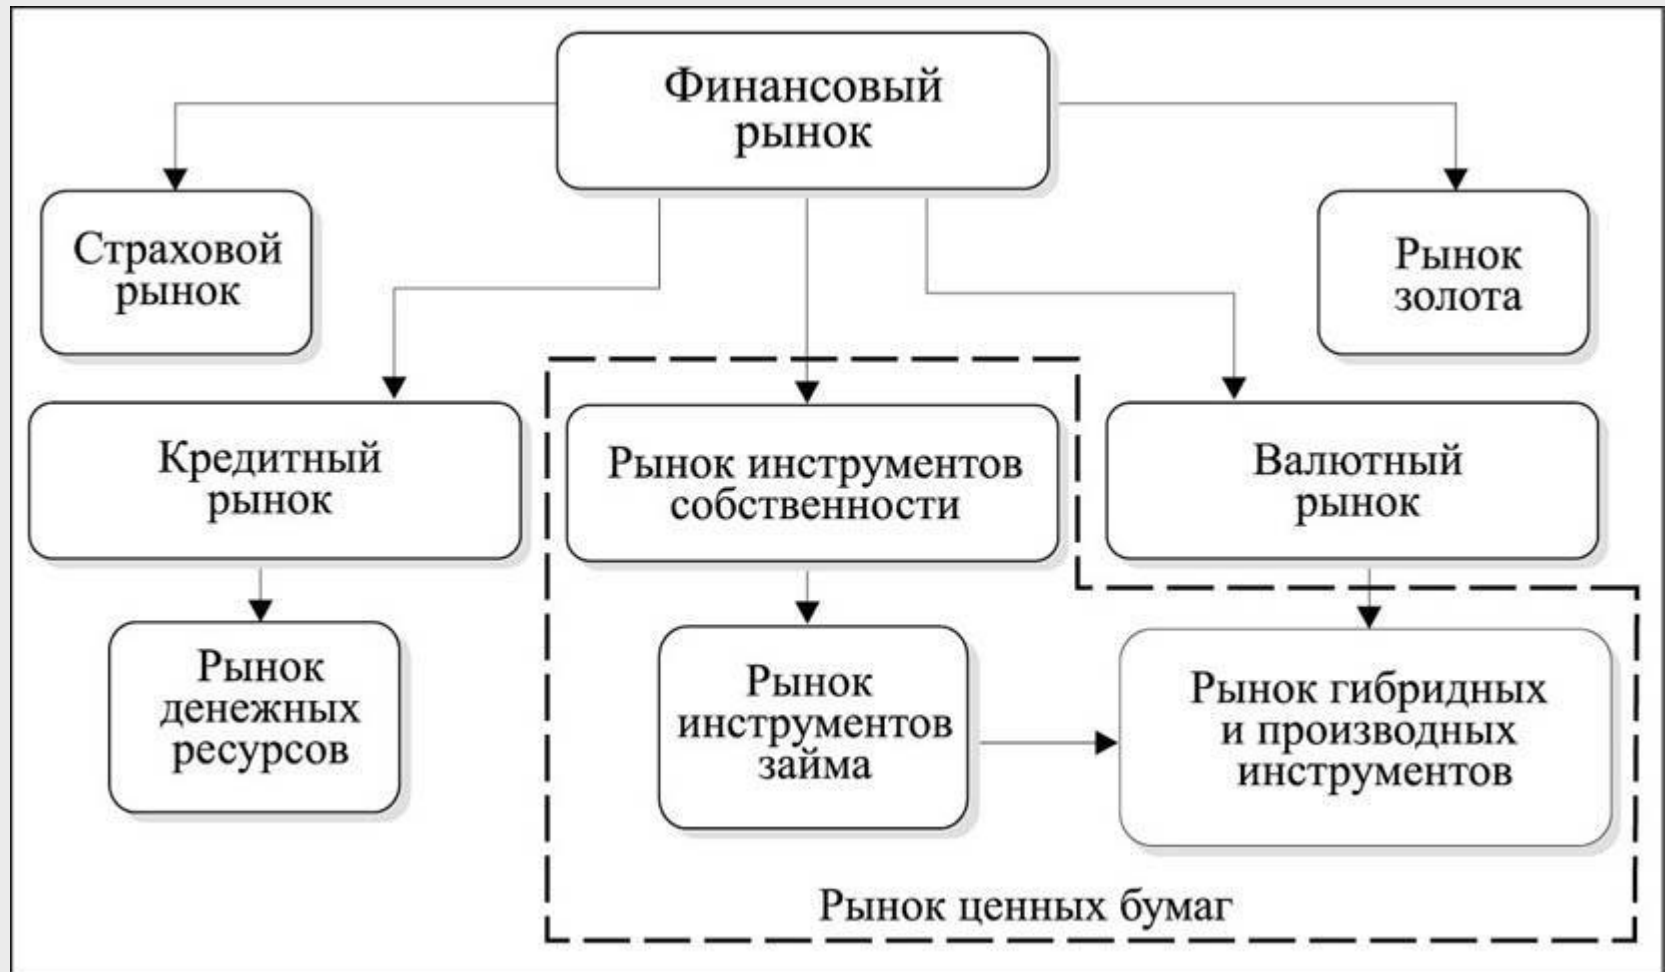 Финансовый
рынок
Страховой
рынок
Рынок
золота
Кредитный
рынок
Рынок инструментов
собственности
Валютный
рынок
Рынок
денежных
ресурсов
Рынок
инструментов
займа
Рынок гибридных
и производных
инструментов
Рынок ценных бумаг